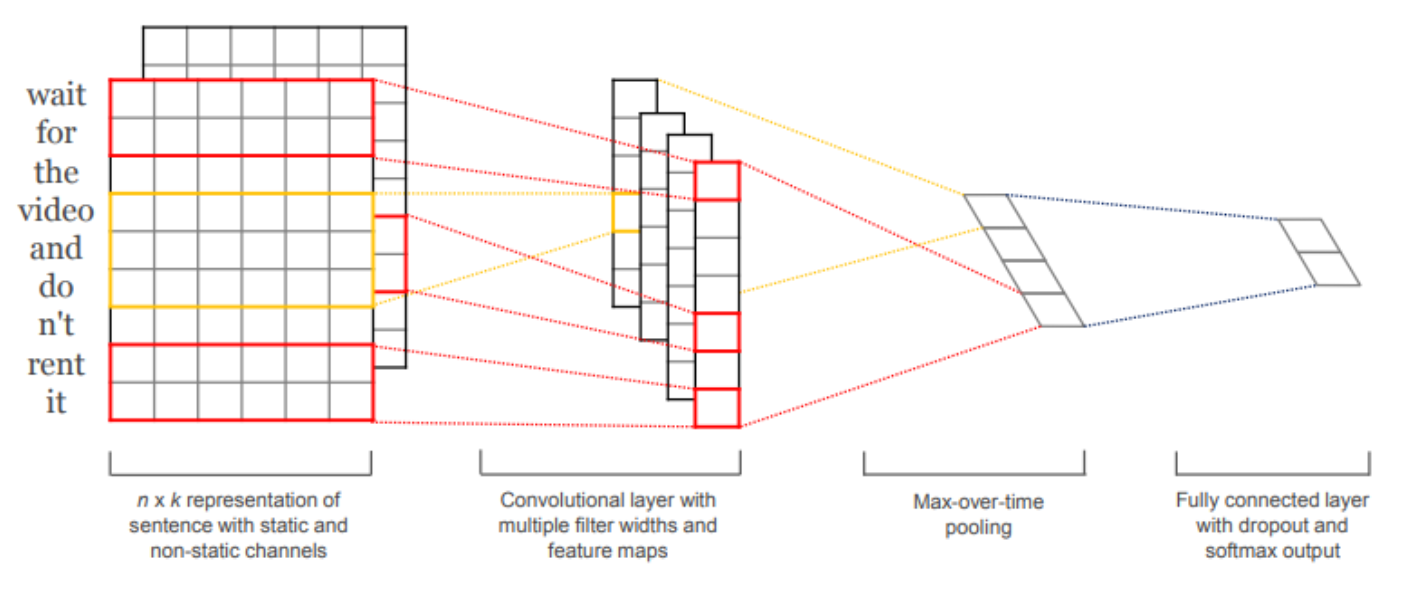 wait
for
the
video
and
do
n't
rent
it
n x k representation of
sentence with static and
non-static channels
Convolutional layer with
multiple filter widths and
feature maps
Max-over-time
pooling
Fully connected layer
with dropout and
softmax output